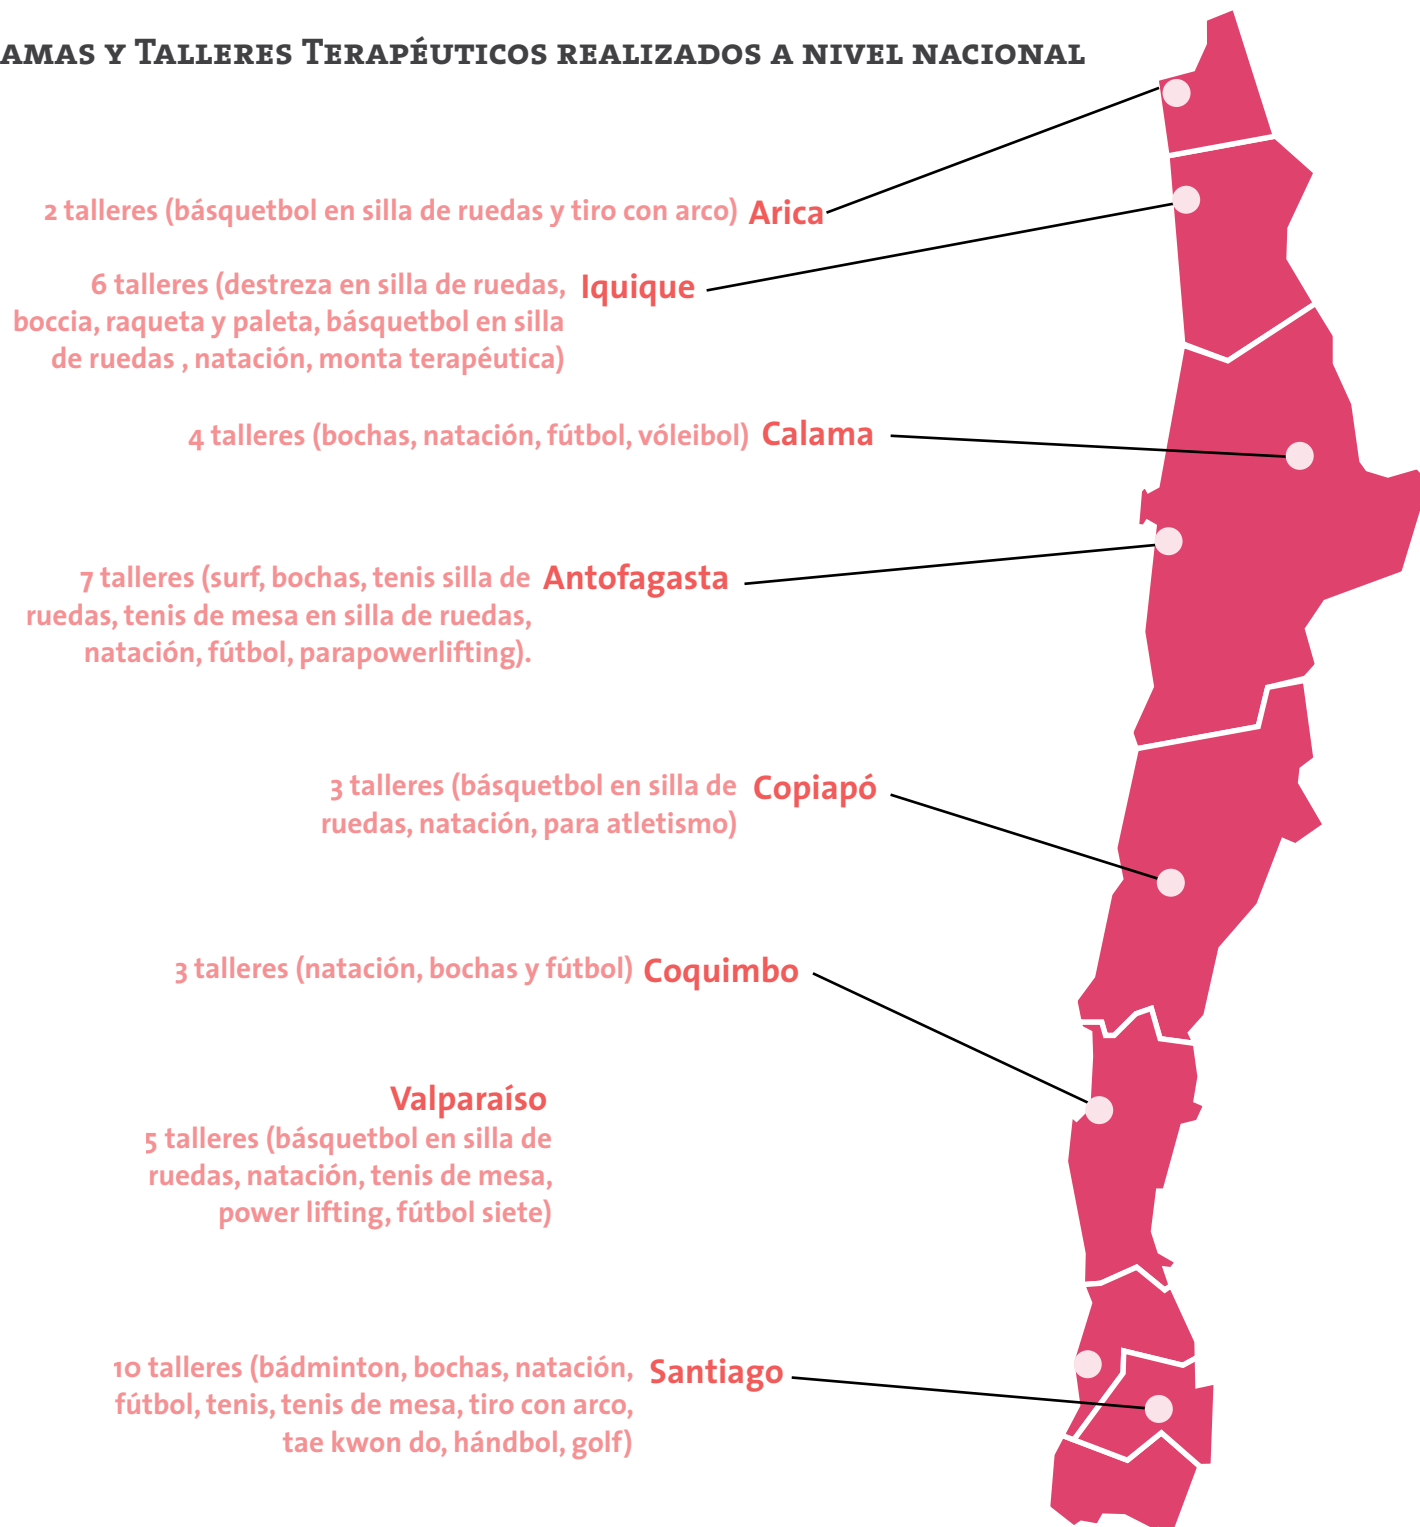 AMAS Y TALLERES TERAPÉUTICOS REALIZADOS A NIVEL NACIONAL
2 talleres (básquetbol en silla de ruedas y tiro con arco) Arica
6 talleres (destreza en silla de ruedas, Iquique
boccia, raqueta y paleta, básquetbol en silla
de ruedas , natación, monta terapéutica)
4 talleres (bochas, natación, fútbol, vóleibol) Calama
7 talleres (surf, bochas, tenis silla de Antofagasta
ruedas, tenis de mesa en silla de ruedas,
natación, fútbol, parapowerlifting).
3 talleres (básquetbol en silla de Copiapó
ruedas, natación, para atletismo)
3 talleres (natación, bochas y fútbol) Coquimbo
Valparaíso
5 talleres (básquetbol en silla de
ruedas, natación, tenis de mesa,
power lifting, fútbol siete)
10 talleres (bádminton, bochas, natación, Santiago
fútbol, tenis, tenis de mesa, tiro con arco,
tae kwon do, hándbol, golf)